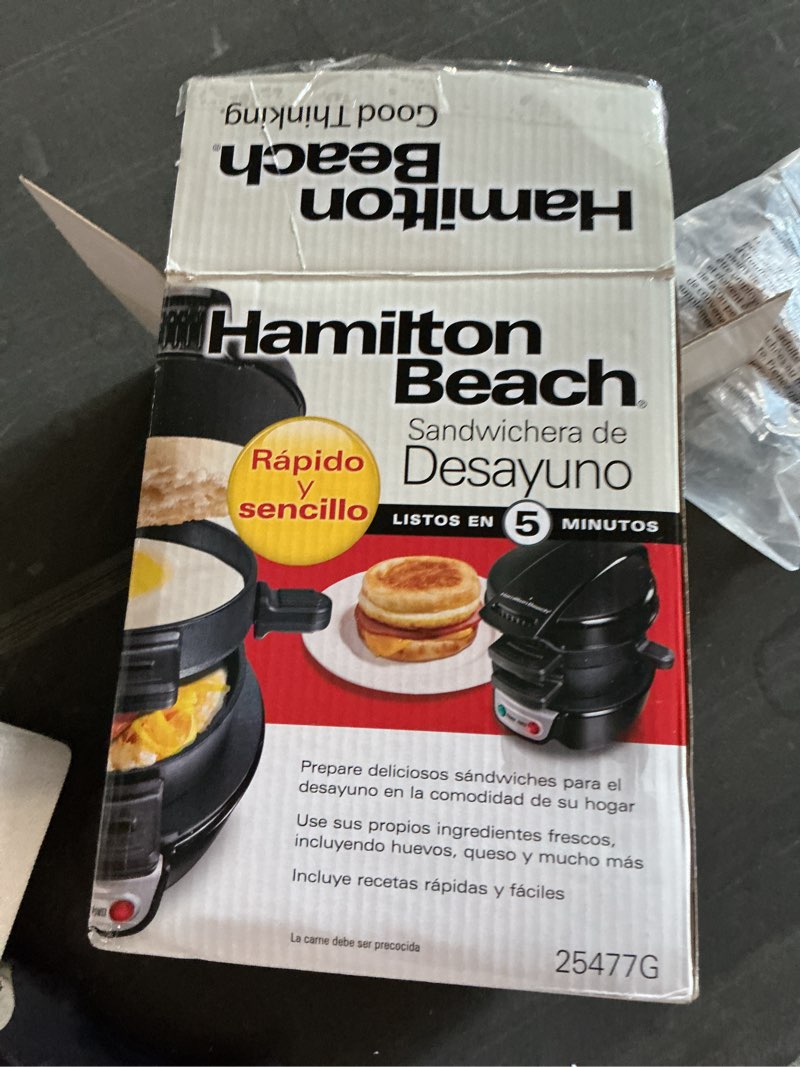 Good Thinking.
Hamilton
Beach®
Hamilton
Beach®
Sandwichera de
Desayuno
Rápido
y
sencillo
LISTOS EN 5 MINUTOS
Hamilton Beach
Prepare deliciosos sándwiches para el
desayuno en la comodidad de su hogar
Use sus propios ingredientes frescos,
incluyendo huevos, queso y mucho más
Incluye recetas rápidas y fáciles
La carne debe ser precocida
25477G